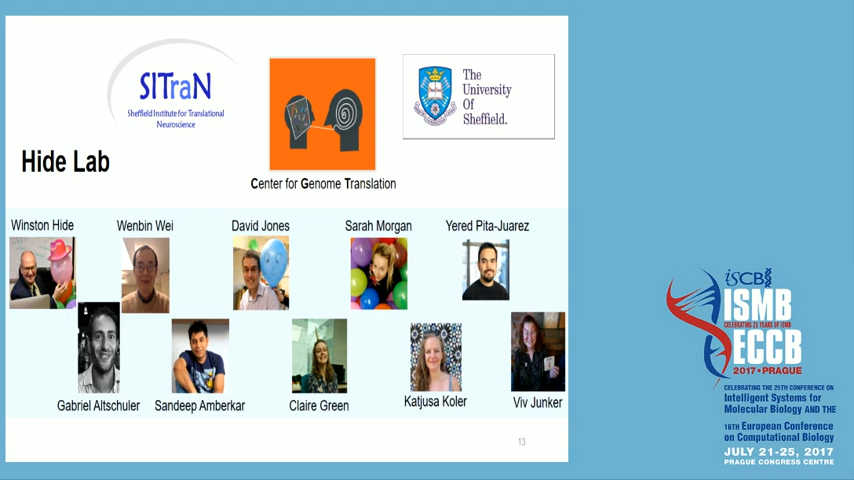 SITraN
Sheffield Institute for Translational
Neuroscience
The
University
Of
Sheffield.
Hide Lab
Center for Genome Translation
Winston Hide
Wenbin Wei
David Jones
Sarah Morgan
Yered Pita-Juarez
Gabriel Altschuler
Sandeep Amberkar
Claire Green
Katjusa Koler
Viv Junker
13
isCB
ISMB
CELEBRATING 25 YEARS OF ISMB
ECCB
2017 • PRAGUE
CELEBRATING THE 25TH CONFERENCE ON
Intelligent Systems for
Molecular Biology AND THE
16TH European Conference
on Computational Biology
JULY 21-25, 2017
PRAGUE CONGRESS CENTRE